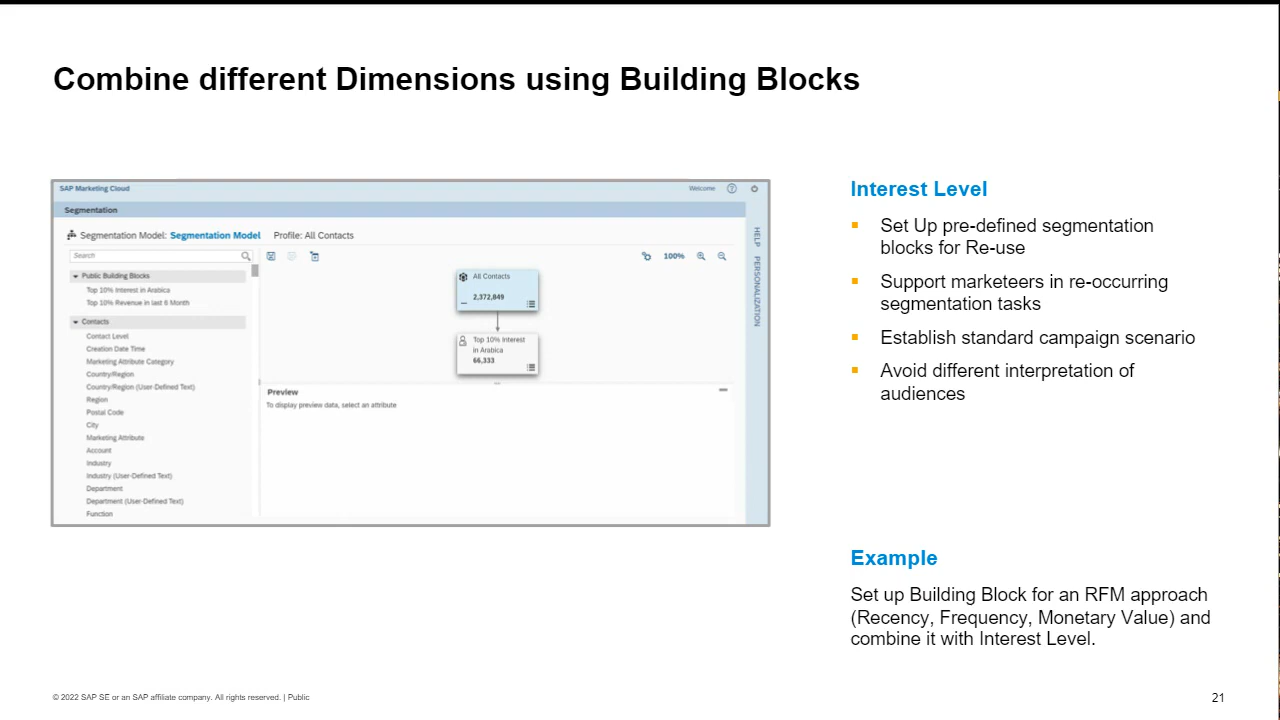 Combine different Dimensions using Building Blocks
SAP Marketing Cloud
Welcome
Segmentation
Segmentation Model: Segmentation Model Profile: All Contacts
Search
100%
Public Building Blocks
Top 10% Interest in Arabica
Top 10% Revenue in last 6 Month
Contacts
Contact Level
Creation Date Time
Marketing Attribute Category
Country/Region
Country/Region (User-Defined Text)
Region
Postal Code
City
Marketing Attribute
Account
Industry
Industry (User-Defined Text)
Department
Department (User-Defined Text)
Function
All Contacts
2,372,849
Top 10% Interest
in Arabica
66,333
Preview
To display preview data, select an attribute
HELP
PERSONALIZATION
Interest Level
Set Up pre-defined segmentation
blocks for Re-use
Support marketeers in re-occurring
segmentation tasks
Establish standard campaign scenario
Avoid different interpretation of
audiences
Example
Set up Building Block for an RFM approach
(Recency, Frequency, Monetary Value) and
combine it with Interest Level.
© 2022 SAP SE or an SAP affiliate company. All rights reserved. | Public
21